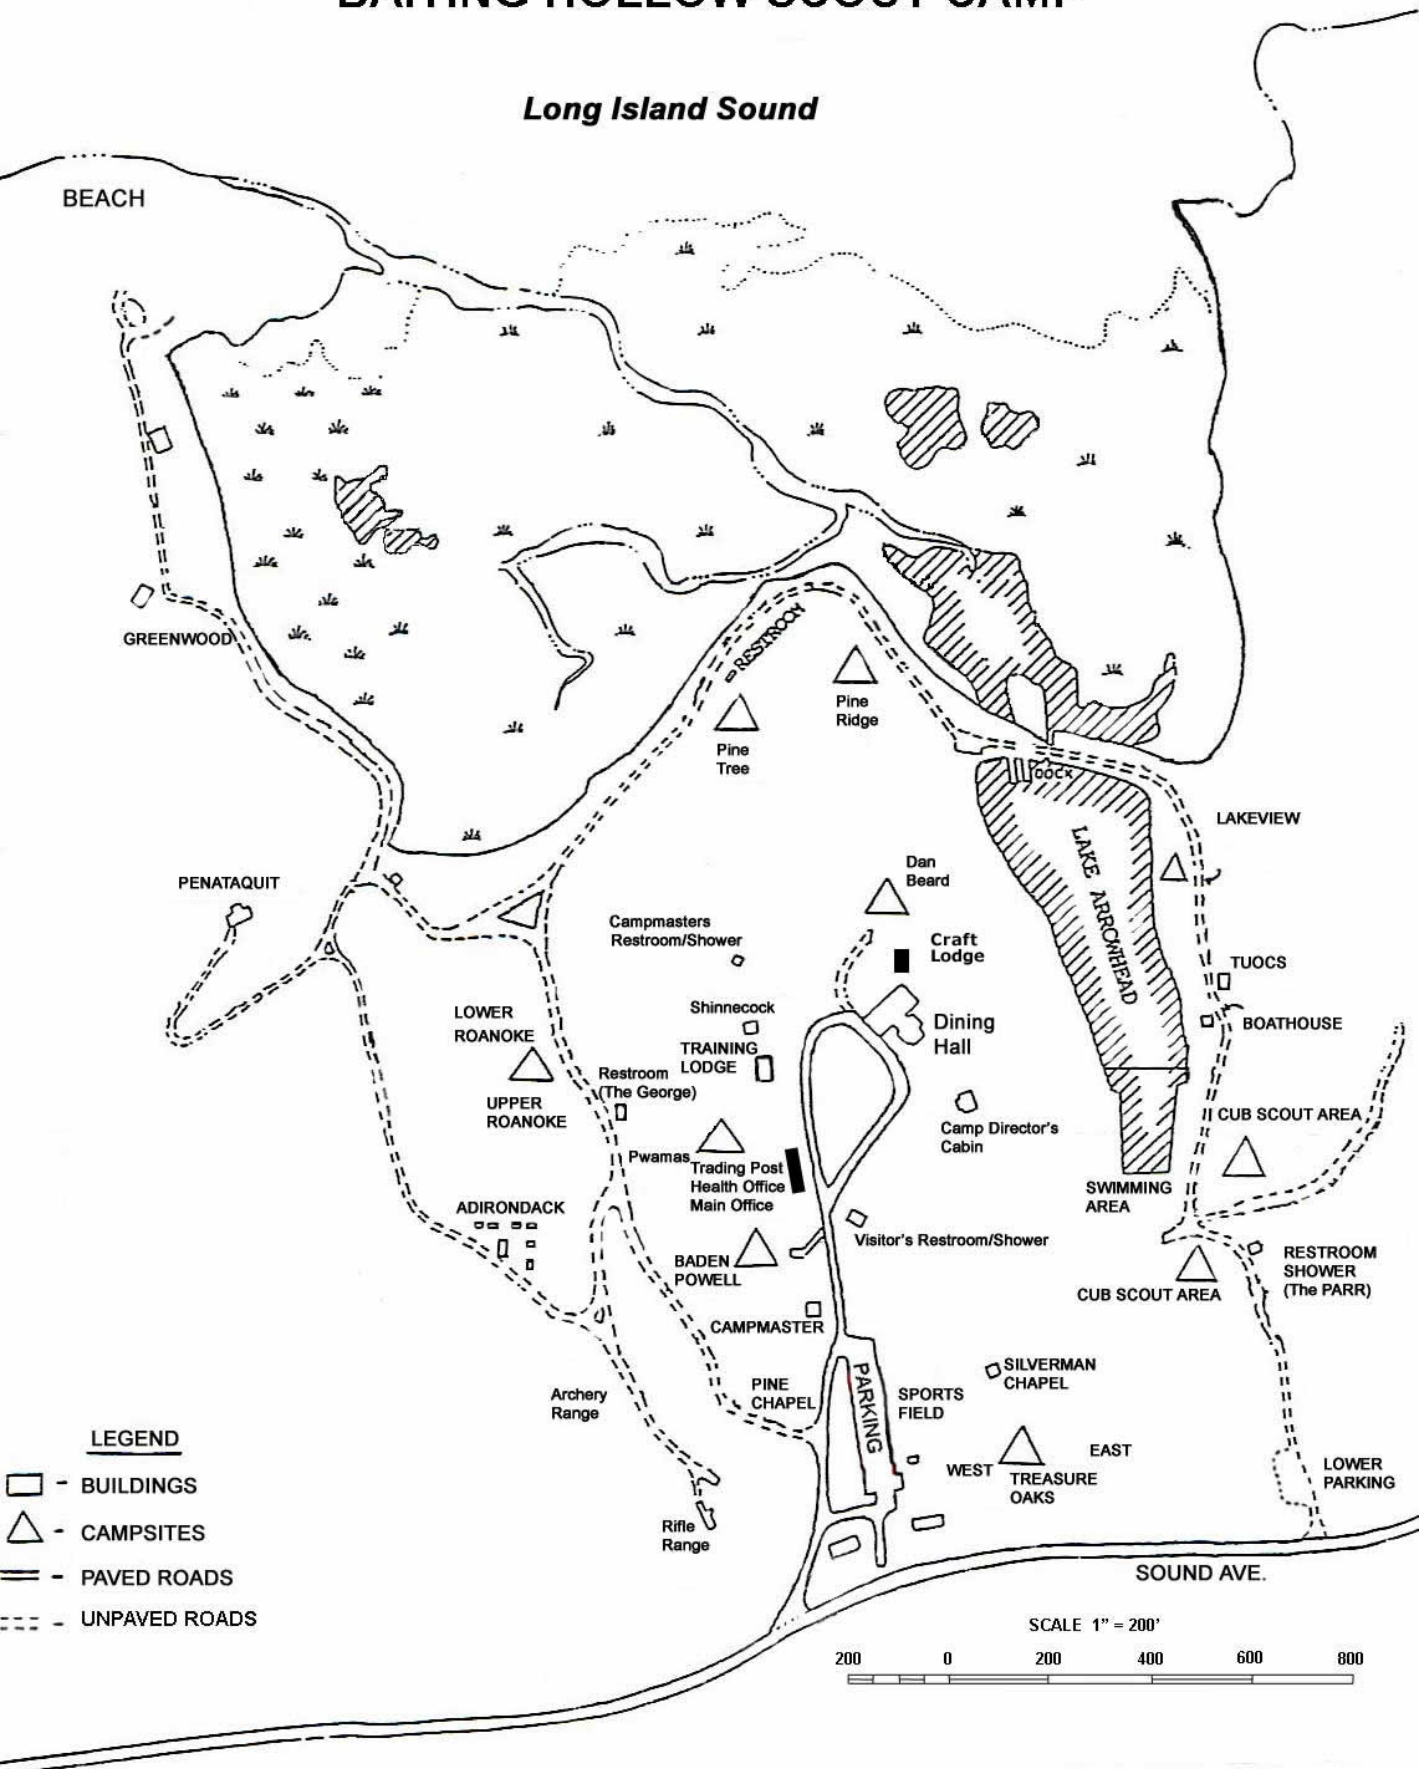 BAITING HOLLOW SCOUT CAMP
Long Island Sound
BEACH
GREENWOOD
RESTROOM
Pine
Ridge
Pine
Tree
DOCK
LAKEVIEW
LAKE ARROWHEAD
Dan
Beard
PENATAQUIT
Campmasters
Restroom/Shower
Craft
Lodge
TUOCS
Shinnecock
LOWER
ROANOKE
Dining
Hall
BOATHOUSE
TRAINING
LODGE
Restroom
(The George)
UPPER
ROANOKE
CUB SCOUT AREA
Camp Director's
Cabin
Pwamas
Trading Post
Health Office
Main Office
SWIMMING
AREA
ADIRONDACK
Visitor's Restroom/Shower
BADEN
POWELL
RESTROOM
SHOWER
(The PARR)
CUB SCOUT AREA
CAMPMASTER
SILVERMAN
CHAPEL
PINE
CHAPEL
PARKING
SPORTS
FIELD
Archery
Range
EAST
WEST
TREASURE
OAKS
LOWER
PARKING
Rifle
Range
LEGEND
- BUILDINGS
- CAMPSITES
- PAVED ROADS
- UNPAVED ROADS
SOUND AVE.
SCALE 1" = 200'
200 0 200 400 600 800